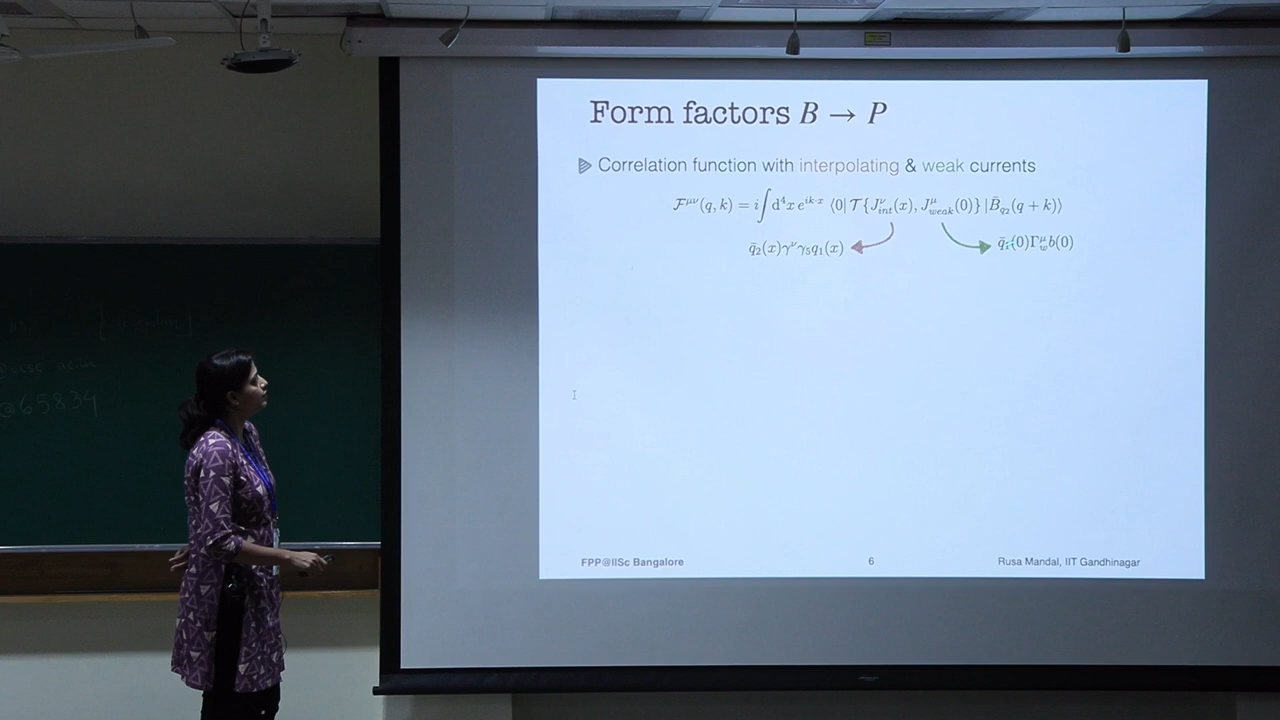 Form factors B → P
Correlation function with interpolating & weak currents
𝓕^{μν}(q, k) = i ∫ d⁴x e^{ik·x} ⟨0| 𝒯{J^ν_{int}(x), J^μ_{weak}(0)} |B̄_{q₂}(q + k)⟩
q̄₂(x)γ^νγ₅q₁(x)
(0)Γ^μ_w b(0)
FPP@IISc Bangalore
6
Rusa Mandal, IIT Gandhinagar
@65834